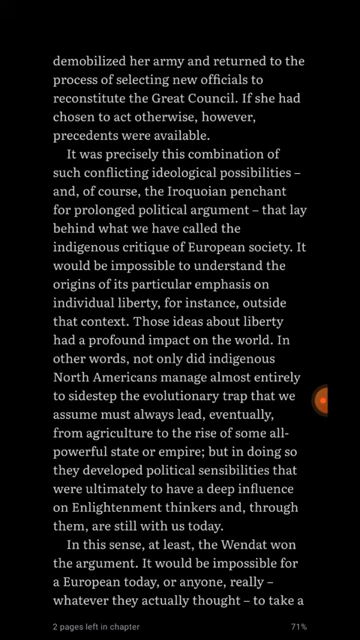 demobilized her army and returned to the
process of selecting new officials to
reconstitute the Great Council. If she had
chosen to act otherwise, however,
precedents were available.
It was precisely this combination of
such conflicting ideological possibilities –
and, of course, the Iroquoian penchant
for prolonged political argument – that lay
behind what we have called the
indigenous critique of European society. It
would be impossible to understand the
origins of its particular emphasis on
individual liberty, for instance, outside
that context. Those ideas about liberty
had a profound impact on the world. In
other words, not only did indigenous
North Americans manage almost entirely
to sidestep the evolutionary trap that we
assume must always lead, eventually,
from agriculture to the rise of some all-
powerful state or empire; but in doing so
they developed political sensibilities that
were ultimately to have a deep influence
on Enlightenment thinkers and, through
them, are still with us today.
In this sense, at least, the Wendat won
the argument. It would be impossible for
a European today, or anyone, really –
whatever they actually thought – to take a
2 pages left in chapter
71%